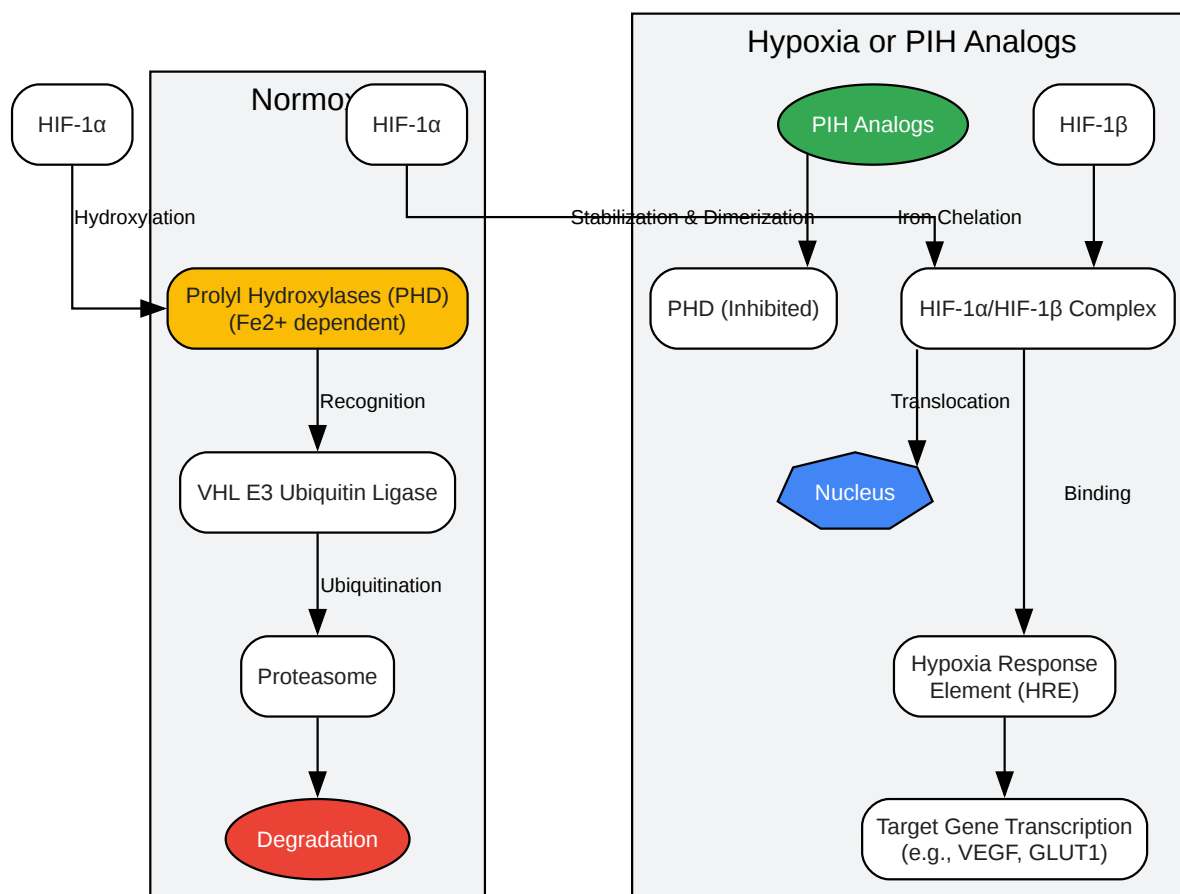 Hypoxia or PIH Analogs
Normox
HIF-1α
HIF-1α
PIH Analogs
HIF-1β
Hydroxylation
Stabilization & Dimerization
Iron Chelation
Prolyl Hydroxylases (PHD)
(Fe2+ dependent)
PHD (Inhibited)
HIF-1α/HIF-1β Complex
Recognition
Translocation
VHL E3 Ubiquitin Ligase
Nucleus
Binding
Ubiquitination
Proteasome
Hypoxia Response
Element (HRE)
Degradation
Target Gene Transcription
(e.g., VEGF, GLUT1)